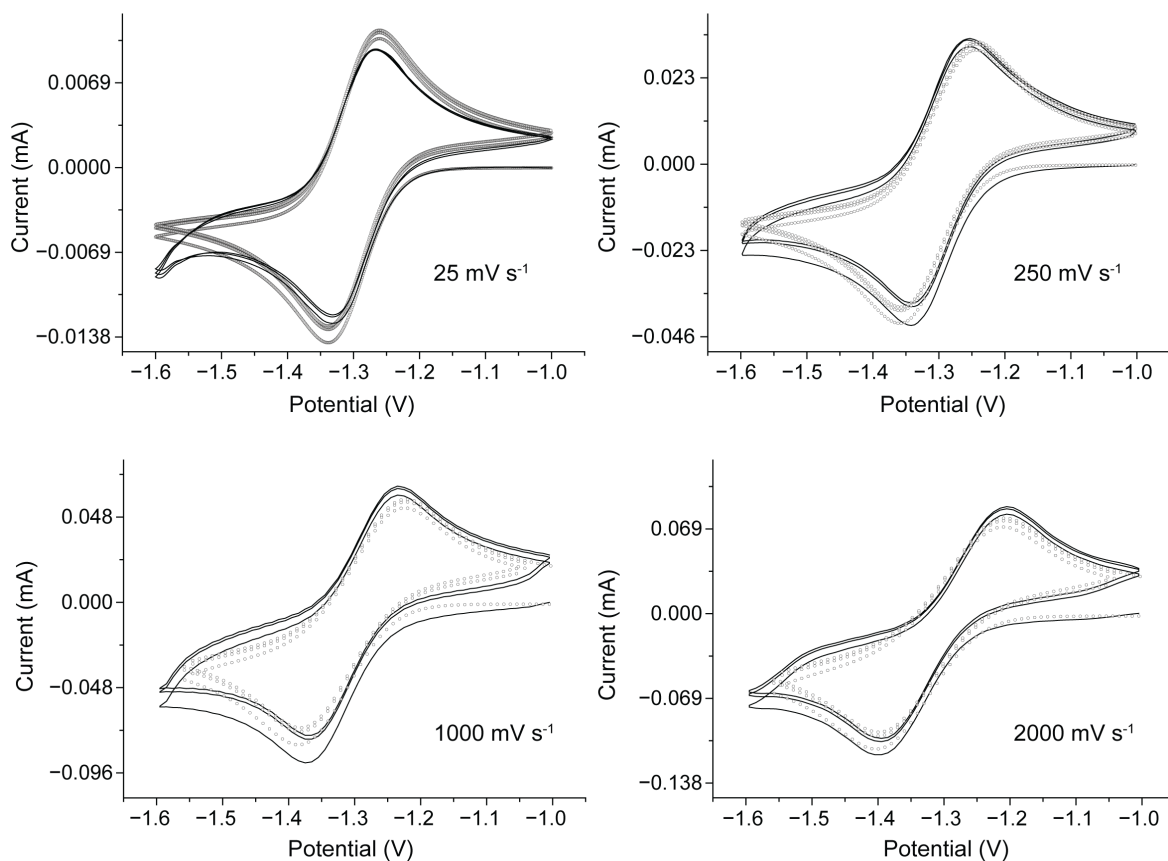 0.0069
0.0000
−0.0069
−0.0138
Current (mA)
25 mV s⁻¹
−1.6 −1.5 −1.4 −1.3 −1.2 −1.1 −1.0
Potential (V)
0.023
0.000
−0.023
−0.046
Current (mA)
250 mV s⁻¹
−1.6 −1.5 −1.4 −1.3 −1.2 −1.1 −1.0
Potential (V)
0.048
0.000
−0.048
−0.096
Current (mA)
1000 mV s⁻¹
−1.6 −1.5 −1.4 −1.3 −1.2 −1.1 −1.0
Potential (V)
0.069
0.000
−0.069
−0.138
Current (mA)
2000 mV s⁻¹
−1.6 −1.5 −1.4 −1.3 −1.2 −1.1 −1.0
Potential (V)